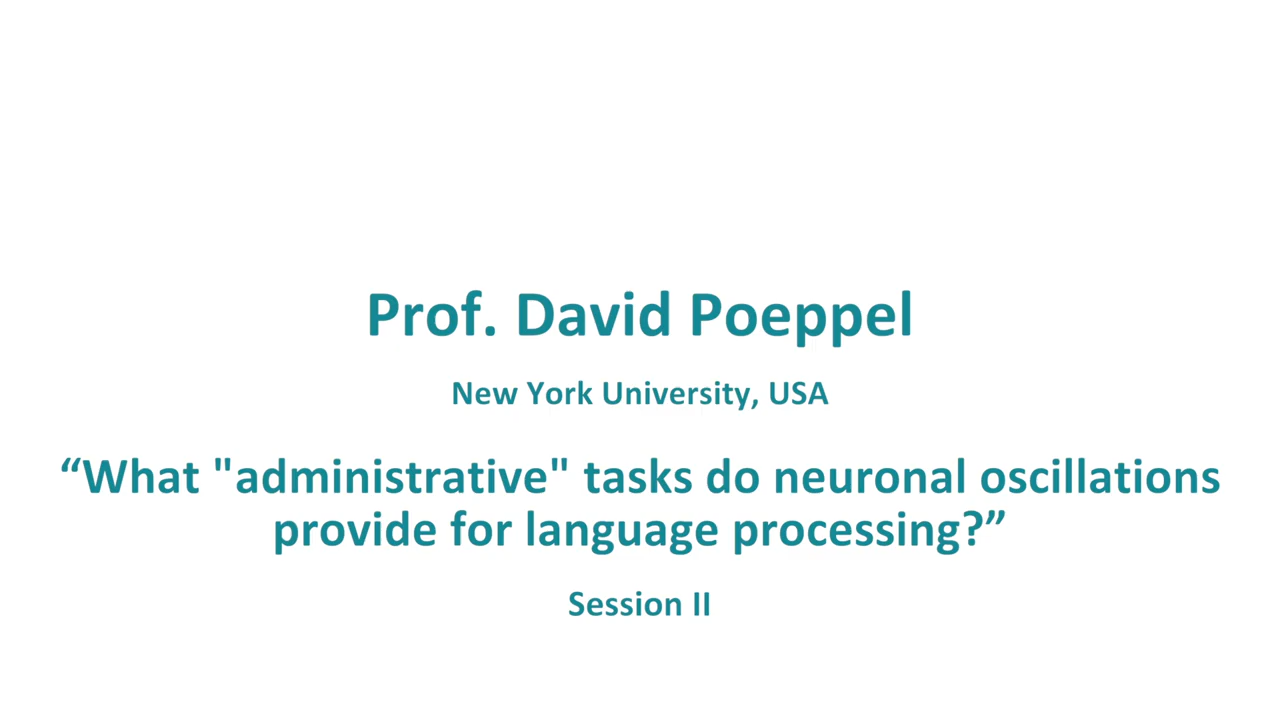 Prof. David Poeppel
New York University, USA
“What "administrative" tasks do neuronal oscillations
provide for language processing?”
Session II